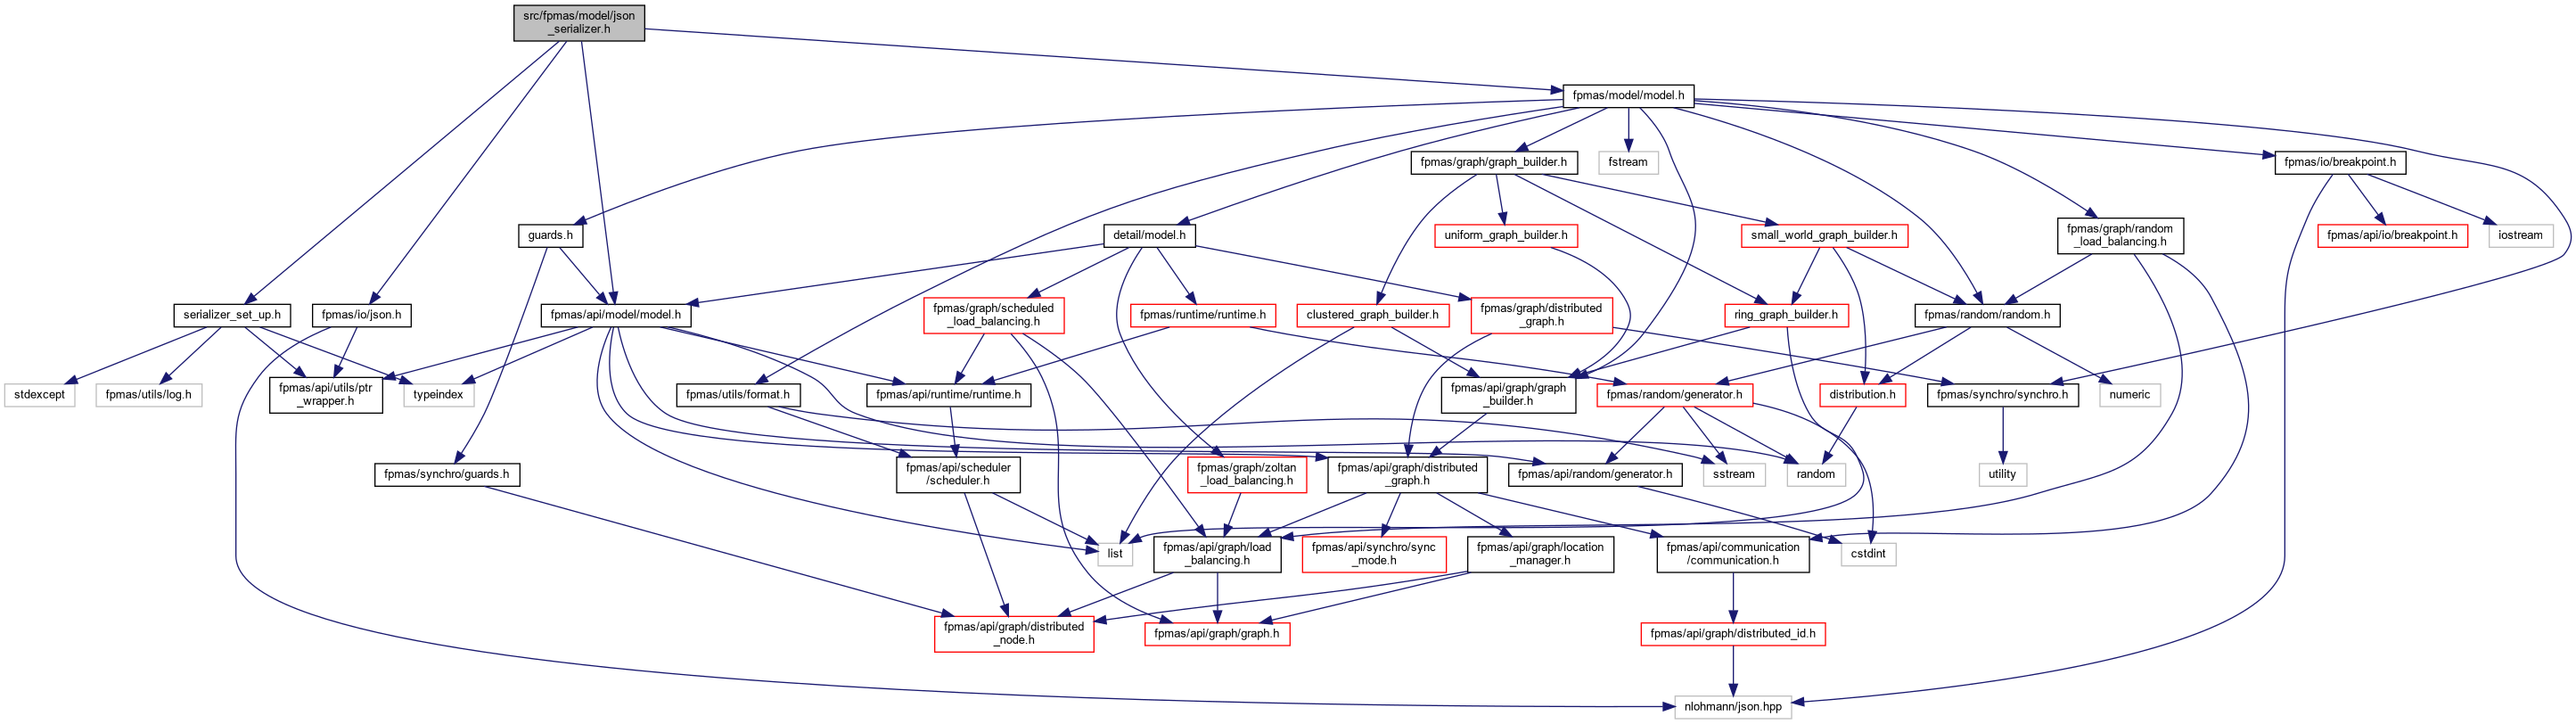 src/fpmas/model/json
_serializer.h
fpmas/model/model.h
fpmas/graph/graph_builder.h
fstream
fpmas/io/breakpoint.h
guards.h
detail/model.h
uniform_graph_builder.h
small_world_graph_builder.h
fpmas/graph/random
_load_balancing.h
fpmas/api/io/breakpoint.h
iostream
serializer_set_up.h
fpmas/io/json.h
fpmas/api/model/model.h
fpmas/graph/scheduled
_load_balancing.h
fpmas/runtime/runtime.h
clustered_graph_builder.h
fpmas/graph/distributed
_graph.h
ring_graph_builder.h
fpmas/random/random.h
stdexcept
fpmas/utils/log.h
fpmas/api/utils/ptr
_wrapper.h
typeindex
fpmas/utils/format.h
fpmas/api/runtime/runtime.h
fpmas/api/graph/graph
_builder.h
fpmas/random/generator.h
distribution.h
fpmas/synchro/synchro.h
numeric
fpmas/synchro/guards.h
fpmas/api/scheduler
/scheduler.h
fpmas/graph/zoltan
_load_balancing.h
fpmas/api/graph/distributed
_graph.h
fpmas/api/random/generator.h
sstream
random
utility
list
fpmas/api/graph/load
_balancing.h
fpmas/api/synchro/sync
_mode.h
fpmas/api/graph/location
_manager.h
fpmas/api/communication
/communication.h
cstdint
fpmas/api/graph/distributed
_node.h
fpmas/api/graph/graph.h
fpmas/api/graph/distributed_id.h
nlohmann/json.hpp